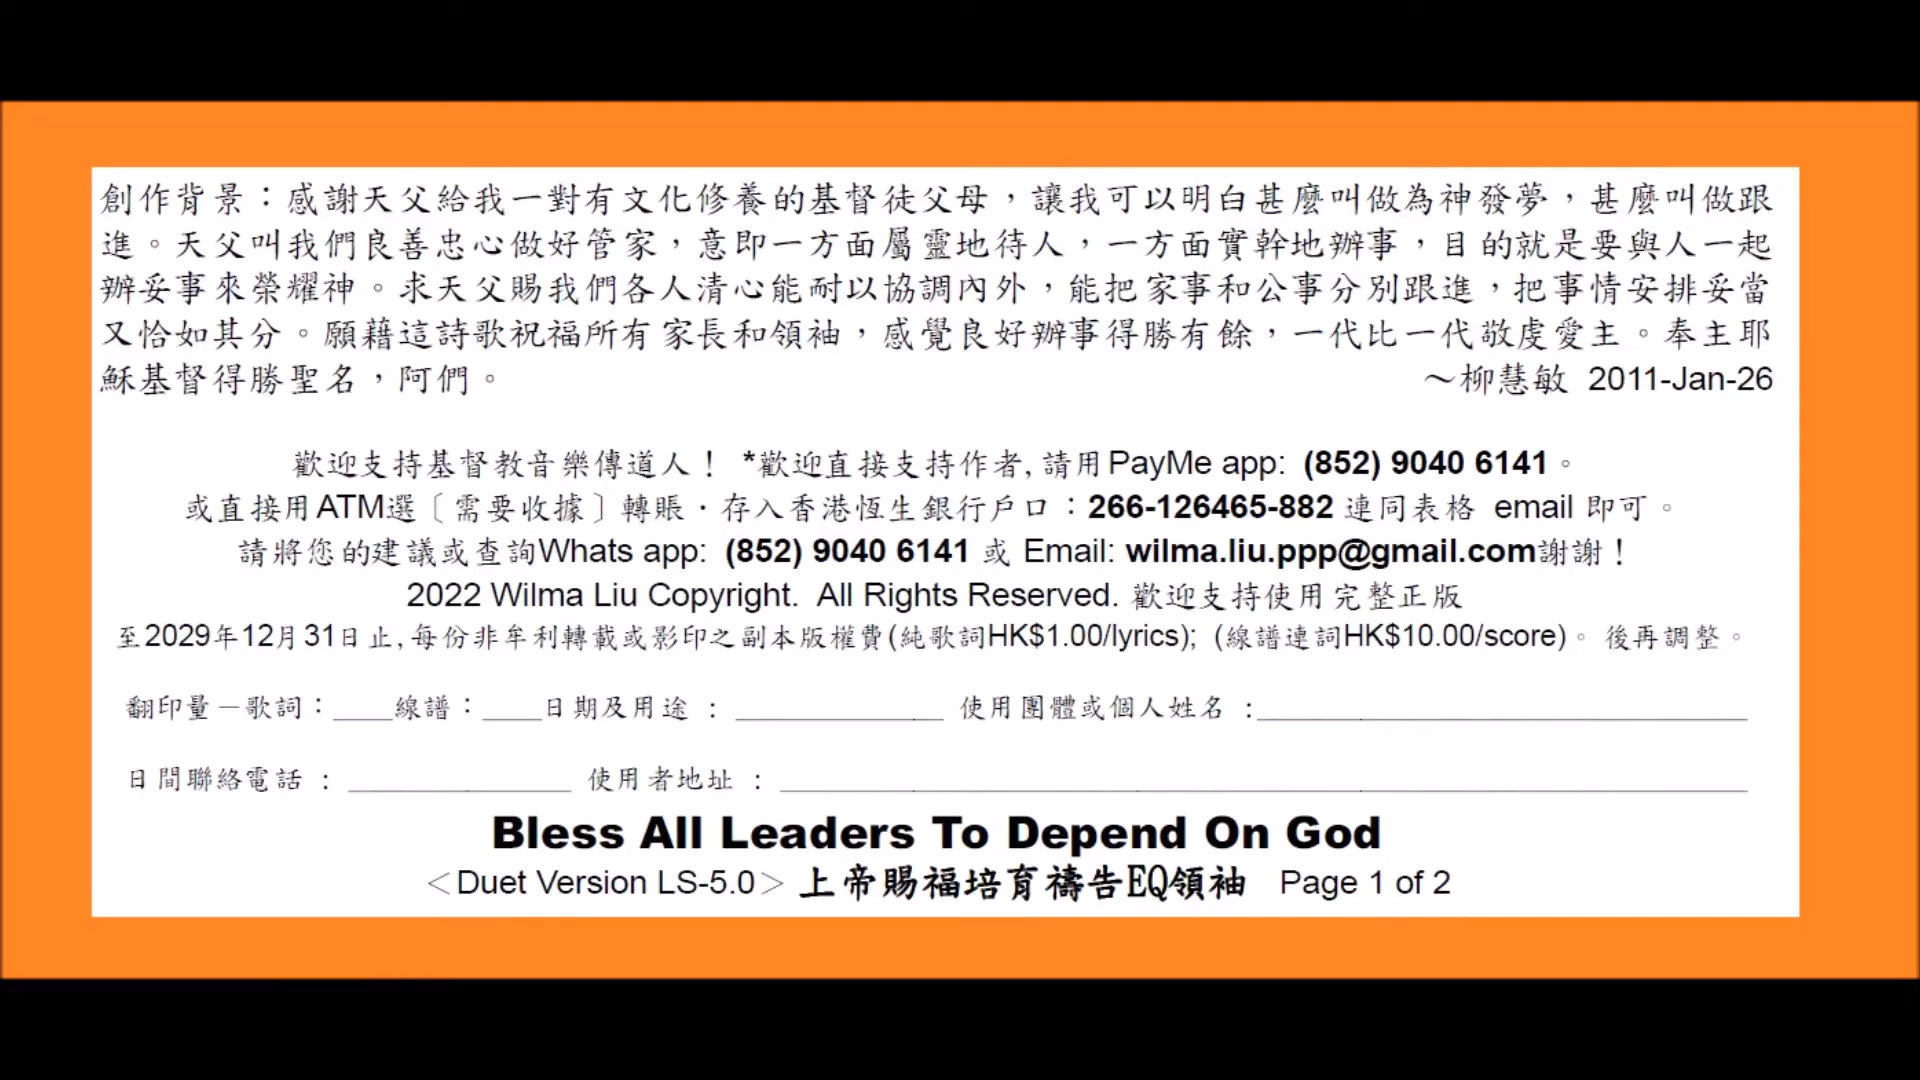 創作背景：感謝天父給我一對有文化修養的基督徒父母，讓我可以明白甚麼叫做為神發夢，甚麼叫做跟
進。天父叫我們良善忠心做好管家，意即一方面屬靈地待人，一方面實幹地辦事，目的就是要與人一起
辦妥事來榮耀神。求天父賜我們各人清心能耐以協調內外，能把家事和公事分別跟進，把事情安排妥當
又恰如其分。願藉這詩歌祝福所有家長和領袖，感覺良好辦事得勝有餘，一代比一代敬虔愛主。奉主耶
穌基督得勝聖名，阿們。 ～柳慧敏 2011-Jan-26
歡迎支持基督教音樂傳道人！ *歡迎直接支持作者, 請用PayMe app: (852) 9040 6141。
或直接用ATM選〔需要收據〕轉賬．存入香港恆生銀行戶口：266-126465-882 連同表格 email 即可。
請將您的建議或查詢Whats app: (852) 9040 6141 或 Email: wilma.liu.ppp@gmail.com謝謝！
2022 Wilma Liu Copyright. All Rights Reserved. 歡迎支持使用完整正版
至2029年12月31日止, 每份非牟利轉載或影印之副本版權費(純歌詞HK$1.00/lyrics); (線譜連詞HK$10.00/score)。 後再調整。
翻印量－歌詞：____線譜：____日期及用途 : ______________ 使用團體或個人姓名 :_________________________________
日間聯絡電話 : _______________ 使用者地址 : _________________________________________________________________
Bless All Leaders To Depend On God
＜Duet Version LS-5.0＞ 上帝賜福培育禱告EQ領袖 Page 1 of 2